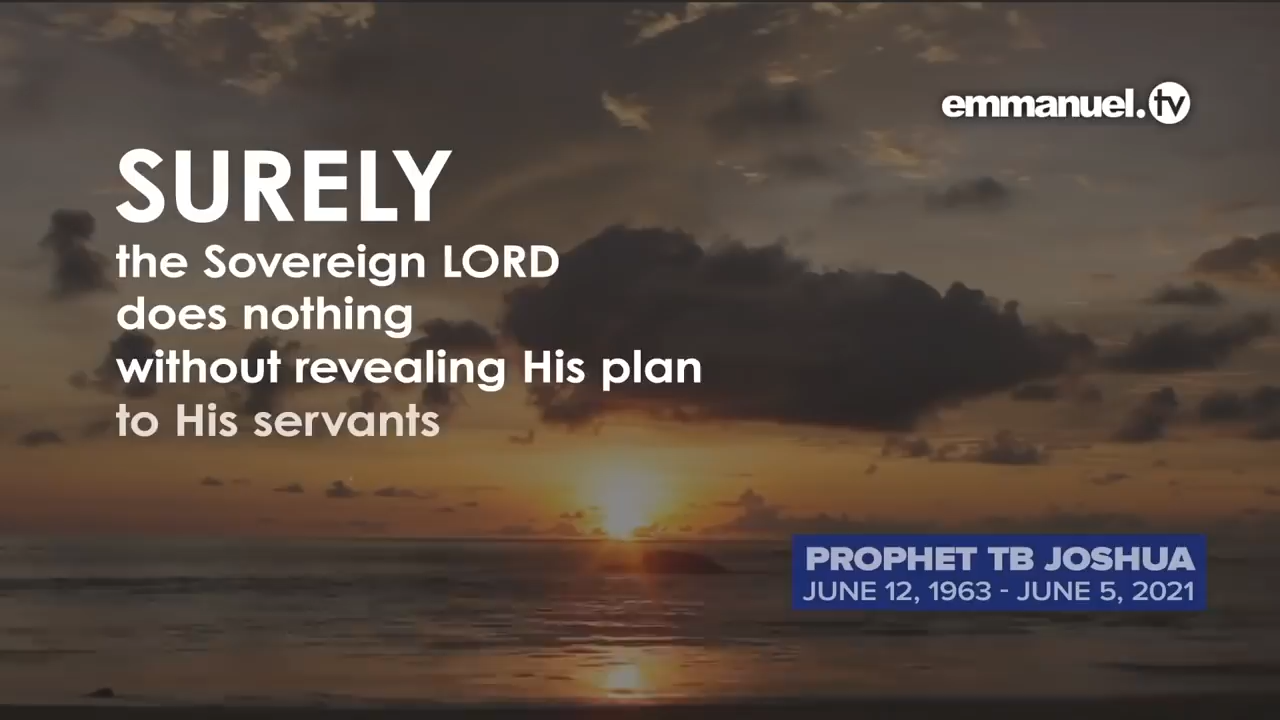 emmanuel.tv
SURELY
the Sovereign LORD
does nothing
without revealing His plan
to His servants
PROPHET TB JOSHUA
JUNE 12, 1963 - JUNE 5, 2021